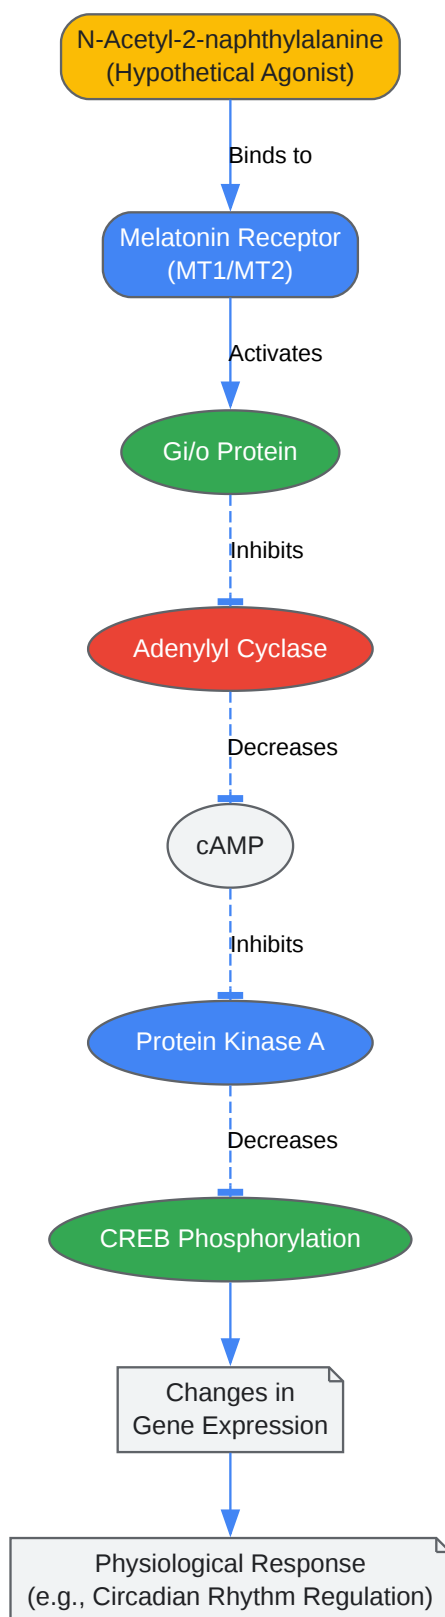 N-Acetyl-2-naphthylalanine
(Hypothetical Agonist)
Binds to
Melatonin Receptor
(MT1/MT2)
Activates
Gi/o Protein
Inhibits
Adenylyl Cyclase
Decreases
cAMP
Inhibits
Protein Kinase A
Decreases
CREB Phosphorylation
Changes in
Gene Expression
Physiological Response
(e.g., Circadian Rhythm Regulation)